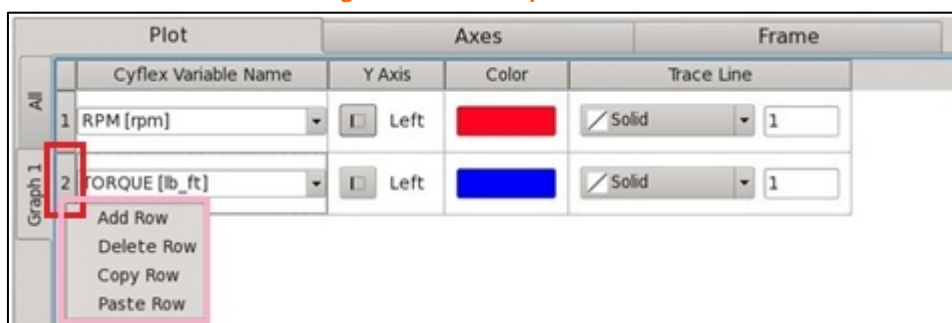 Plot Axes Frame
All
Cyflex Variable Name Y Axis Color Trace Line
1 RPM [rpm] Left Solid 1
Graph 1
2 TORQUE [lb_ft] Left Solid 1
Add Row
Delete Row
Copy Row
Paste Row